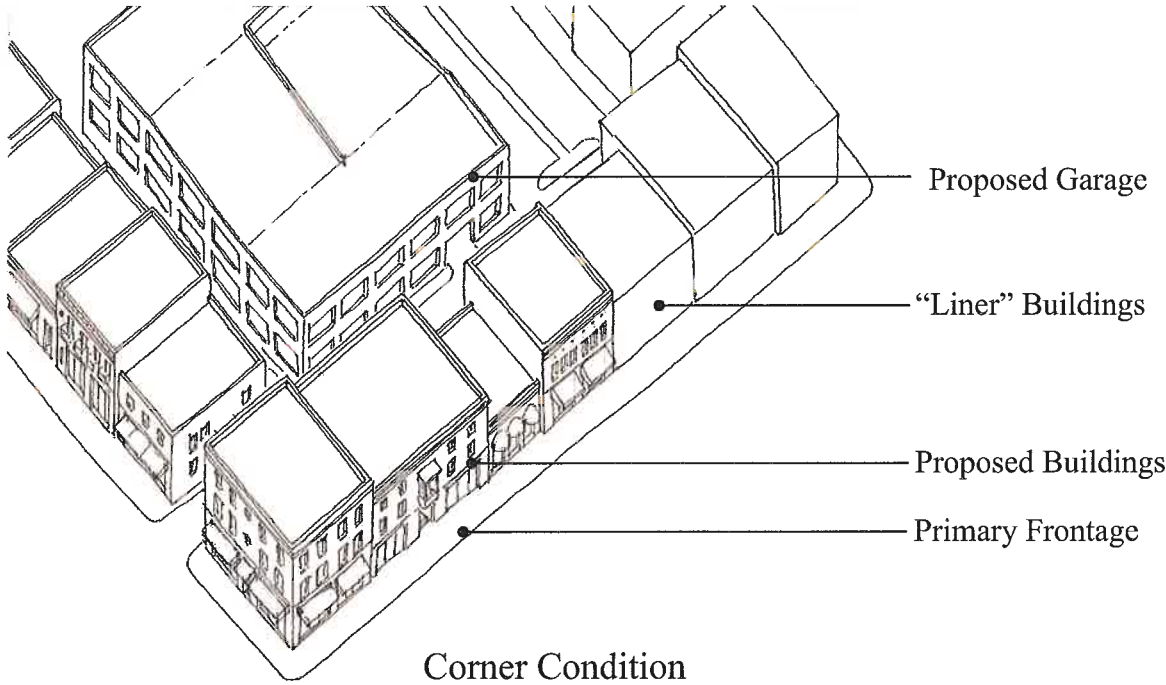 Proposed Garage
“Liner” Buildings
Proposed Buildings
Primary Frontage
Corner Condition